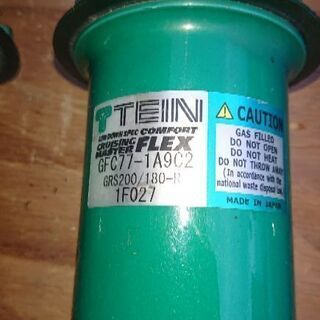 TEIN
LOW DOWN SPEC COMFORT
CRUISING
MASTER FLEX
GFC77-1A9C2
GRS200/180-R
1F027
CAUTION
GAS FILLED
DO NOT OPEN
DO NOT HEAT
DO NOT THROW AWAY
(In accordance with the
national waste disposal law.
MADE IN JAPAN